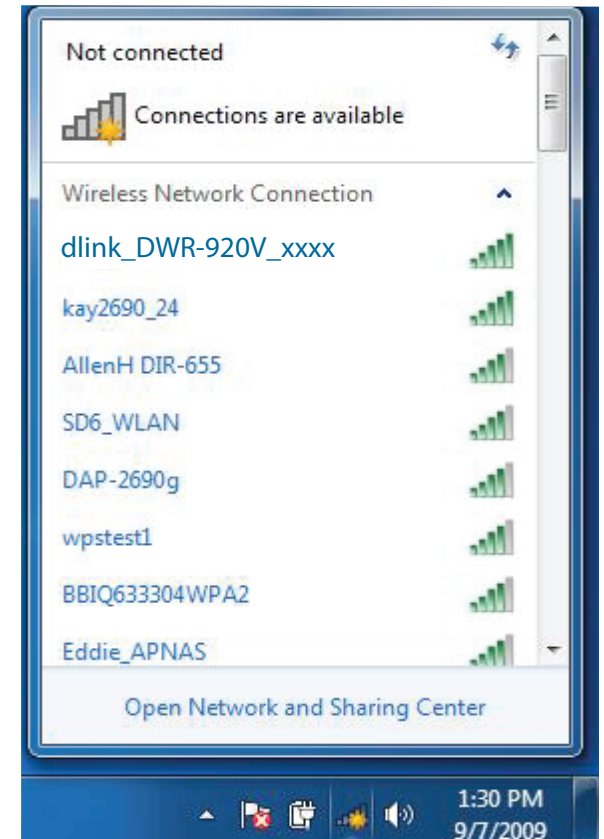 Not connected
Connections are available
Wireless Network Connection
dlink_DWR-920V_xxxx
kay2690_24
AllenH DIR-655
SD6_WLAN
DAP-2690g
wpstest1
BBIQ633304WPA2
Eddie_APNAS
Open Network and Sharing Center
1:30 PM
9/7/2009